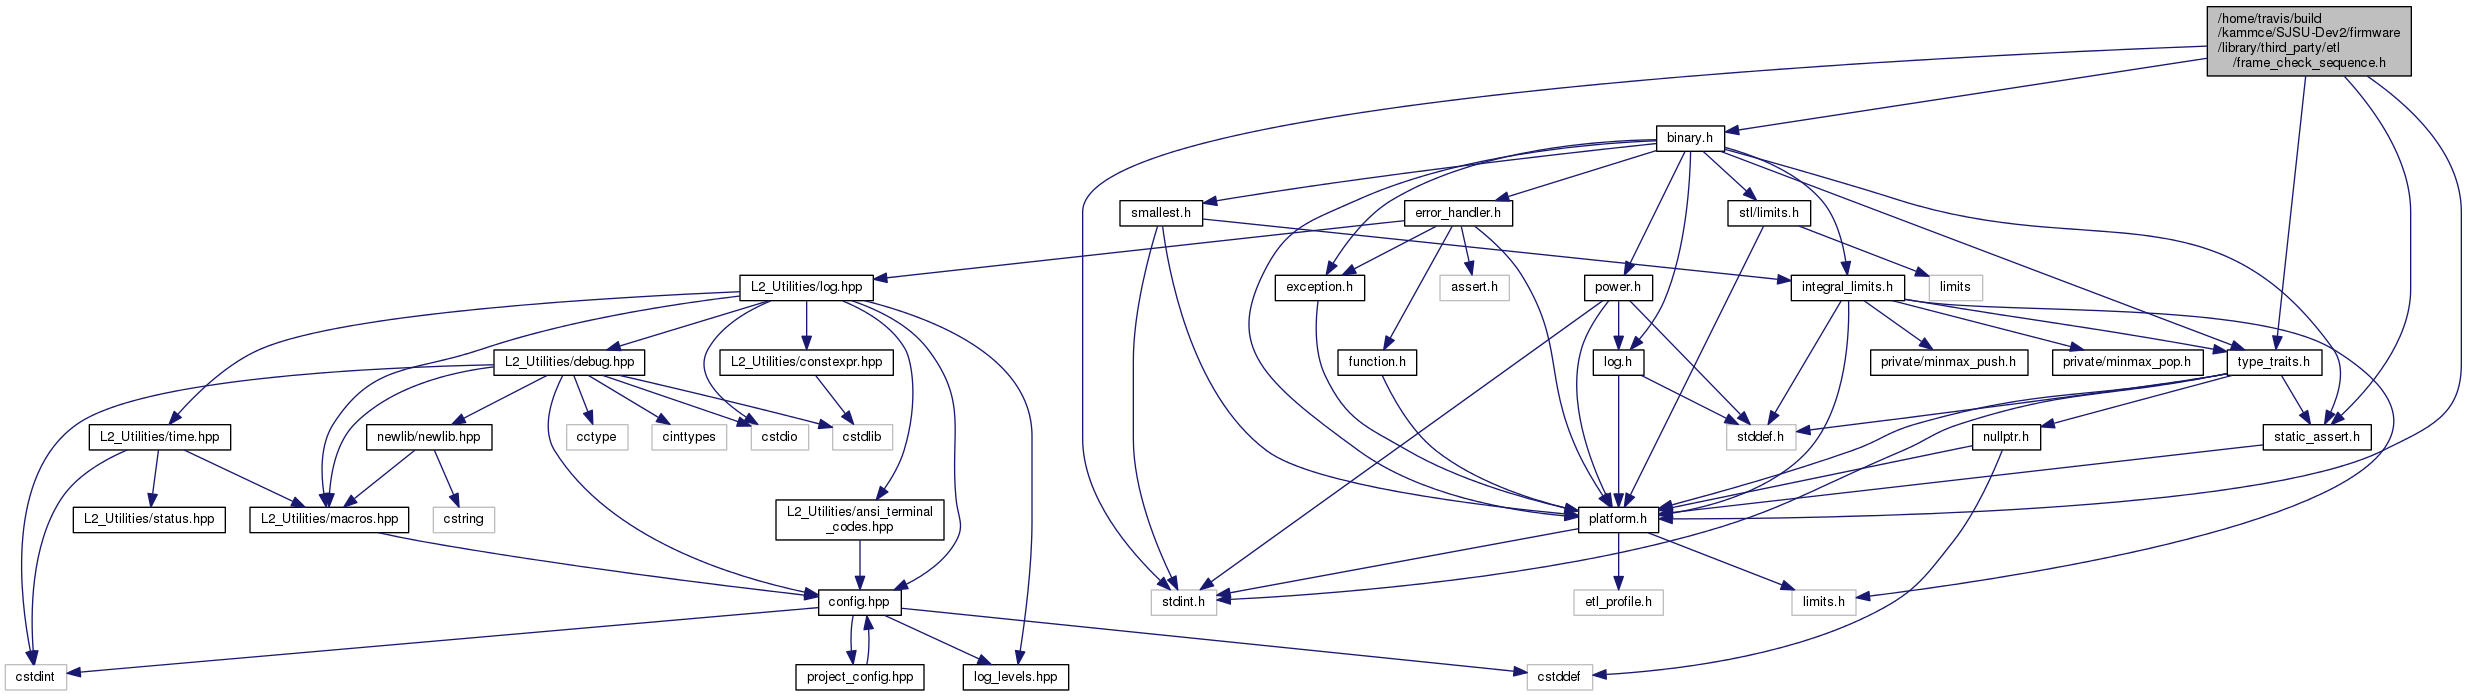 /home/travis/build
/kammce/SJSU-Dev2/firmware
/library/third_party/etl
/frame_check_sequence.h
binary.h
smallest.h
error_handler.h
stl/limits.h
L2_Utilities/log.hpp
exception.h
assert.h
power.h
integral_limits.h
limits
L2_Utilities/debug.hpp
L2_Utilities/constexpr.hpp
function.h
log.h
private/minmax_push.h
private/minmax_pop.h
type_traits.h
L2_Utilities/time.hpp
newlib/newlib.hpp
cctype
cinttypes
cstdio
cstdlib
stddef.h
nullptr.h
static_assert.h
L2_Utilities/status.hpp
L2_Utilities/macros.hpp
cstring
L2_Utilities/ansi_terminal
_codes.hpp
platform.h
config.hpp
stdint.h
etl_profile.h
limits.h
cstdint
project_config.hpp
log_levels.hpp
cstddef